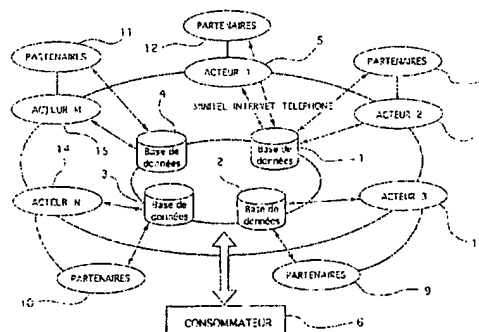 11
12
PARTENAIRES
5
PARTENAIRES
PARTENAIRES
ACTEUR 1
4
MINITEL INTERNET TELEPHONE
ACTEUR M
ACTEUR 2
15
Base de
données
Base de
données
1
14
3
2
ACTEUR N
Base de
données
Base de
données
ACTEUR 3
1
PARTENAIRES
PARTENAIRES
10
9
CONSOMMATEUR
6